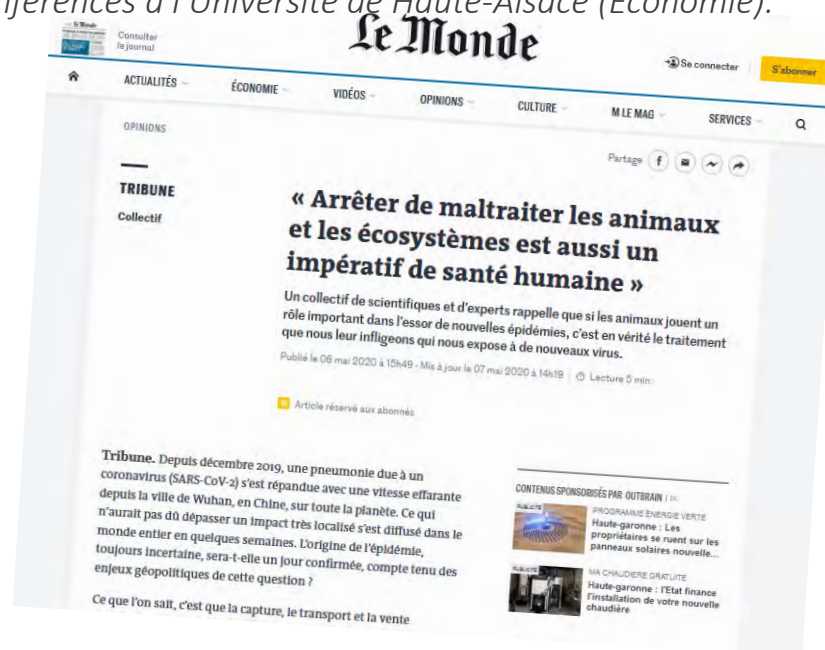 férences à l'Université de Haute-Alsace (Économie).
Le Monde
Consulter
le journal
Le Monde
Se connecter
S'abonner
ACTUALITÉS
ÉCONOMIE
VIDÉOS
OPINIONS
CULTURE
M LE MAG
SERVICES
OPINIONS
Partage
TRIBUNE
Collectif
« Arrêter de maltraiter les animaux
et les écosystèmes est aussi un
impératif de santé humaine »
Un collectif de scientifiques et d'experts rappelle que si les animaux jouent un
rôle important dans l'essor de nouvelles épidémies, c'est en vérité le traitement
que nous leur infligeons qui nous expose à de nouveaux virus.
Publié le 06 mai 2020 à 15h49 - Mis à jour le 07 mai 2020 à 14h19
Lecture 5 min.
Article réservé aux abonnés
Tribune. Depuis décembre 2019, une pneumonie due à un
coronavirus (SARS-CoV-2) s'est répandue avec une vitesse effarante
depuis la ville de Wuhan, en Chine, sur toute la planète. Ce qui
n'aurait pas dû dépasser un impact très localisé s'est diffusé dans le
monde entier en quelques semaines. L'origine de l'épidémie,
toujours incertaine, sera-t-elle un jour confirmée, compte tenu des
enjeux géopolitiques de cette question ?
Ce que l'on sait, c'est que la capture, le transport et la vente
CONTENUS SPONSORISÉS PAR OUTBRAIN
PUBLICITÉ
PROGRAMME ENERGIE VERTE
Haute-garonne : Les
propriétaires se ruent sur les
panneaux solaires nouvelle...
PUBLICITÉ
MA CHAUDIERE GRATUITE
Haute-garonne : l'Etat finance
l'installation de votre nouvelle
chaudière